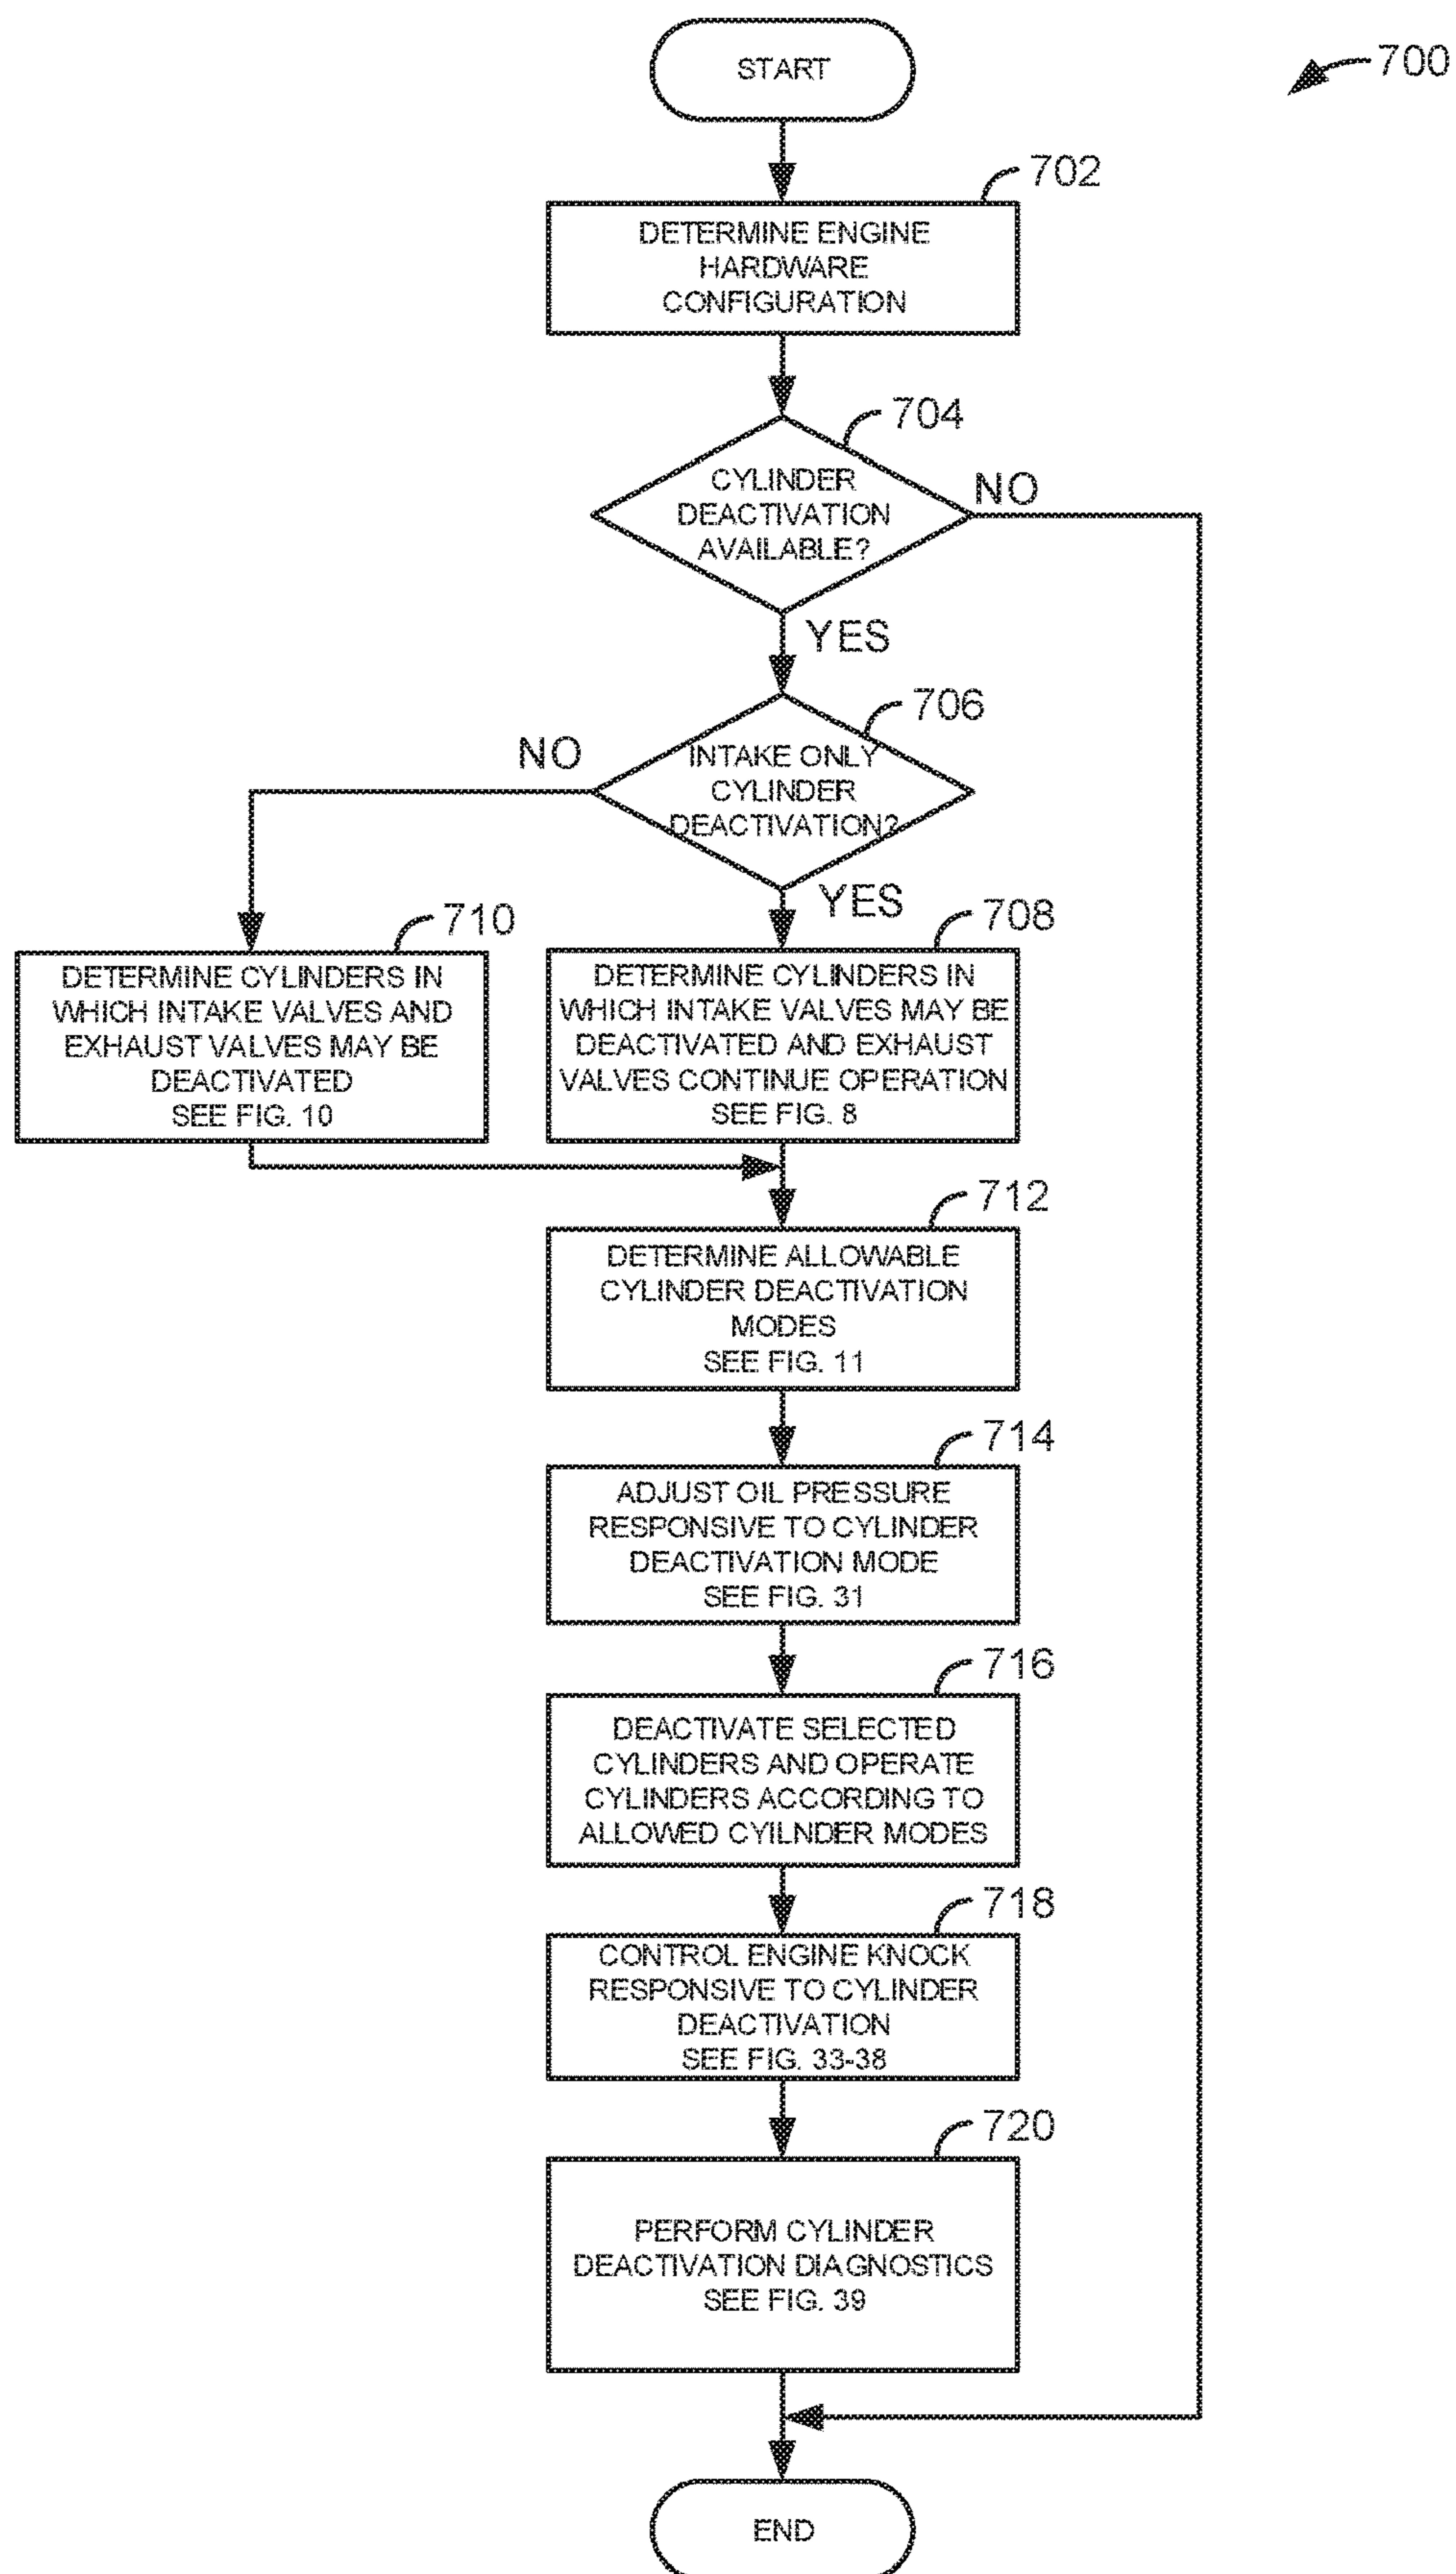 START
700
702
DETERMINE ENGINE
HARDWARE
CONFIGURATION
704
CYLINDER
DEACTIVATION
AVAILABLE?
NO
YES
706
INTAKE ONLY
CYLINDER
DEACTIVATION?
NO
YES
710
DETERMINE CYLINDERS IN
WHICH INTAKE VALVES AND
EXHAUST VALVES MAY BE
DEACTIVATED
SEE FIG. 10
708
DETERMINE CYLINDERS IN
WHICH INTAKE VALVES MAY BE
DEACTIVATED AND EXHAUST
VALVES CONTINUE OPERATION
SEE FIG. 8
712
DETERMINE ALLOWABLE
CYLINDER DEACTIVATION
MODES
SEE FIG. 11
714
ADJUST OIL PRESSURE
RESPONSIVE TO CYLINDER
DEACTIVATION MODE
SEE FIG. 31
716
DEACTIVATE SELECTED
CYLINDERS AND OPERATE
CYLINDERS ACCORDING TO
ALLOWED CYILNDER MODES
718
CONTROL ENGINE KNOCK
RESPONSIVE TO CYLINDER
DEACTIVATION
SEE FIG. 33-38
720
PERFORM CYLINDER
DEACTIVATION DIAGNOSTICS
SEE FIG. 39
END